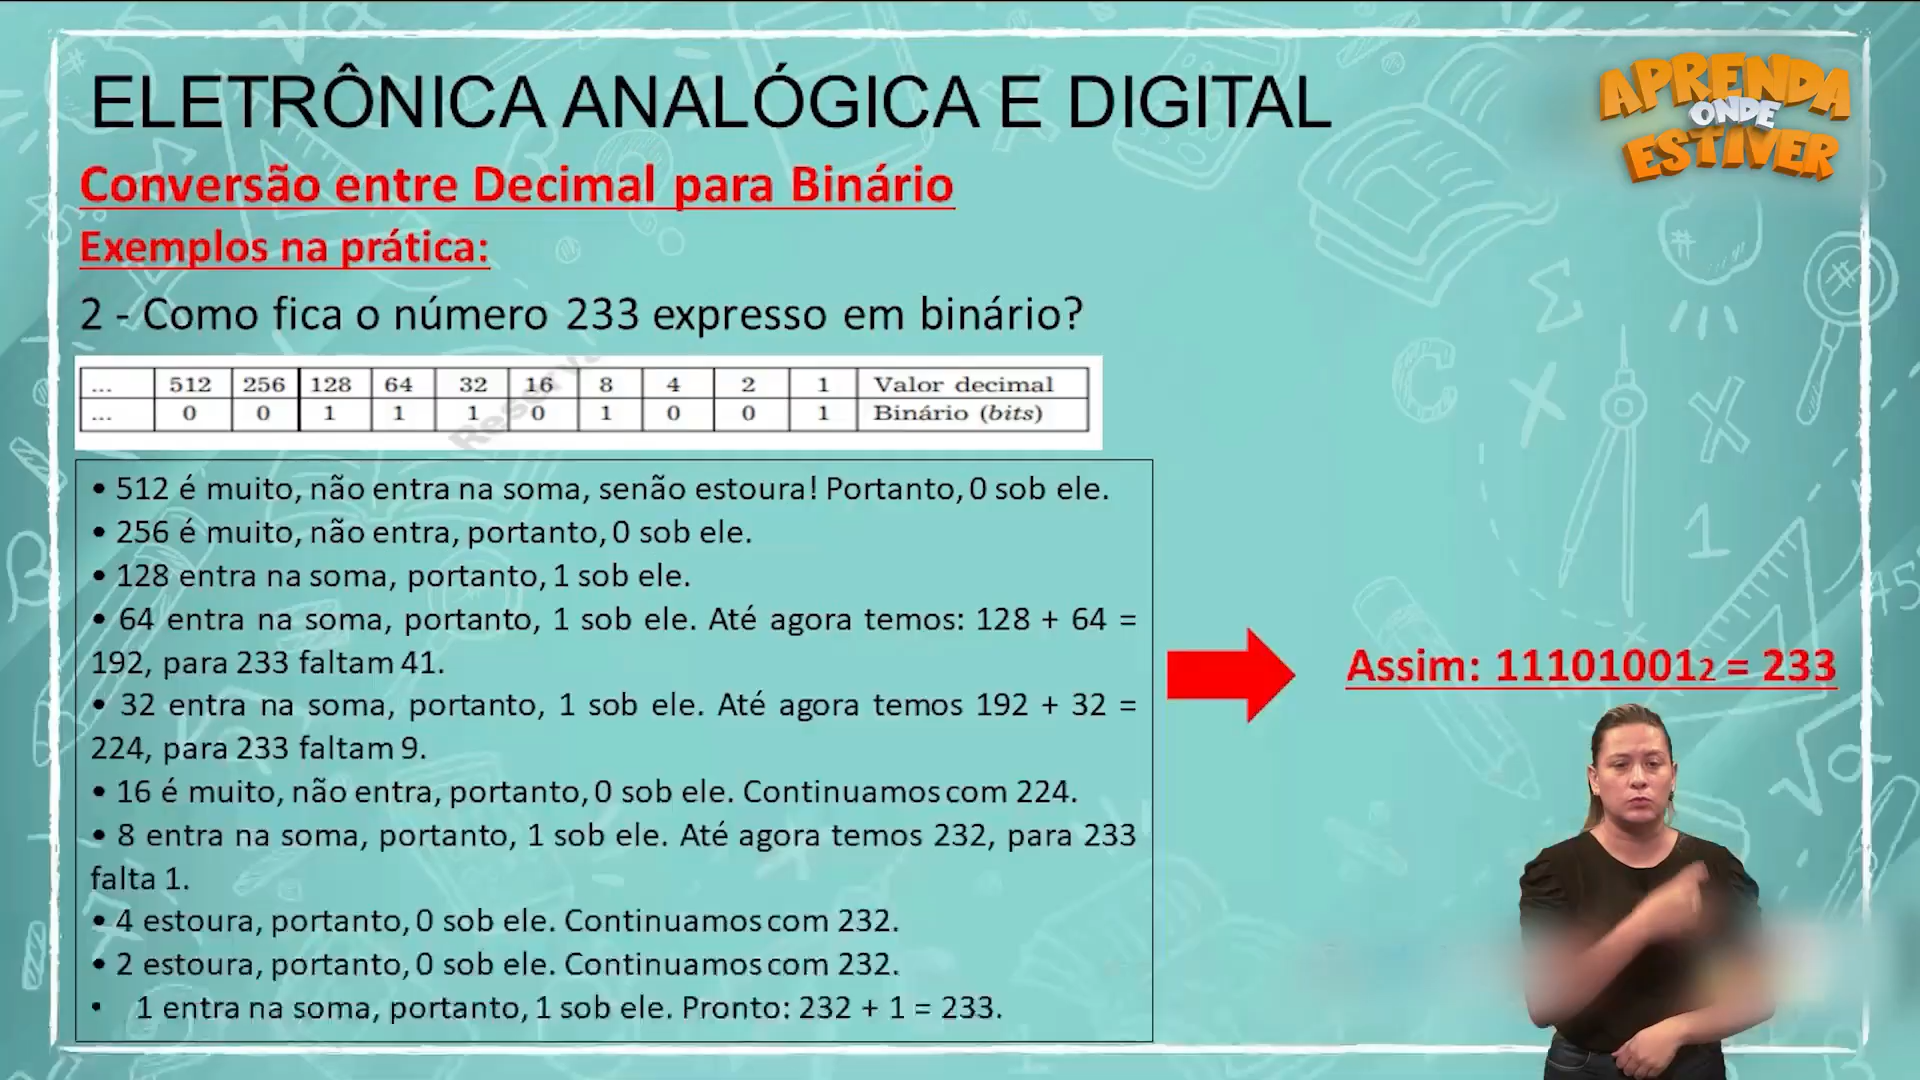 ELETRÔNICA ANALÓGICA E DIGITAL
APRENDA
ONDE
ESTIVER
Conversão entre Decimal para Binário
Exemplos na prática:
2 - Como fica o número 233 expresso em binário?
... 512 256 128 64 32 16 8 4 2 1 Valor decimal
... 0 0 1 1 1 0 1 0 0 1 Binário (bits)
• 512 é muito, não entra na soma, senão estoura! Portanto, 0 sob ele.
• 256 é muito, não entra, portanto, 0 sob ele.
• 128 entra na soma, portanto, 1 sob ele.
• 64 entra na soma, portanto, 1 sob ele. Até agora temos: 128 + 64 =
192, para 233 faltam 41.
• 32 entra na soma, portanto, 1 sob ele. Até agora temos 192 + 32 =
224, para 233 faltam 9.
• 16 é muito, não entra, portanto, 0 sob ele. Continuamos com 224.
• 8 entra na soma, portanto, 1 sob ele. Até agora temos 232, para 233
falta 1.
• 4 estoura, portanto, 0 sob ele. Continuamos com 232.
• 2 estoura, portanto, 0 sob ele. Continuamos com 232.
• 1 entra na soma, portanto, 1 sob ele. Pronto: 232 + 1 = 233.
Assim: 11101001₂ = 233